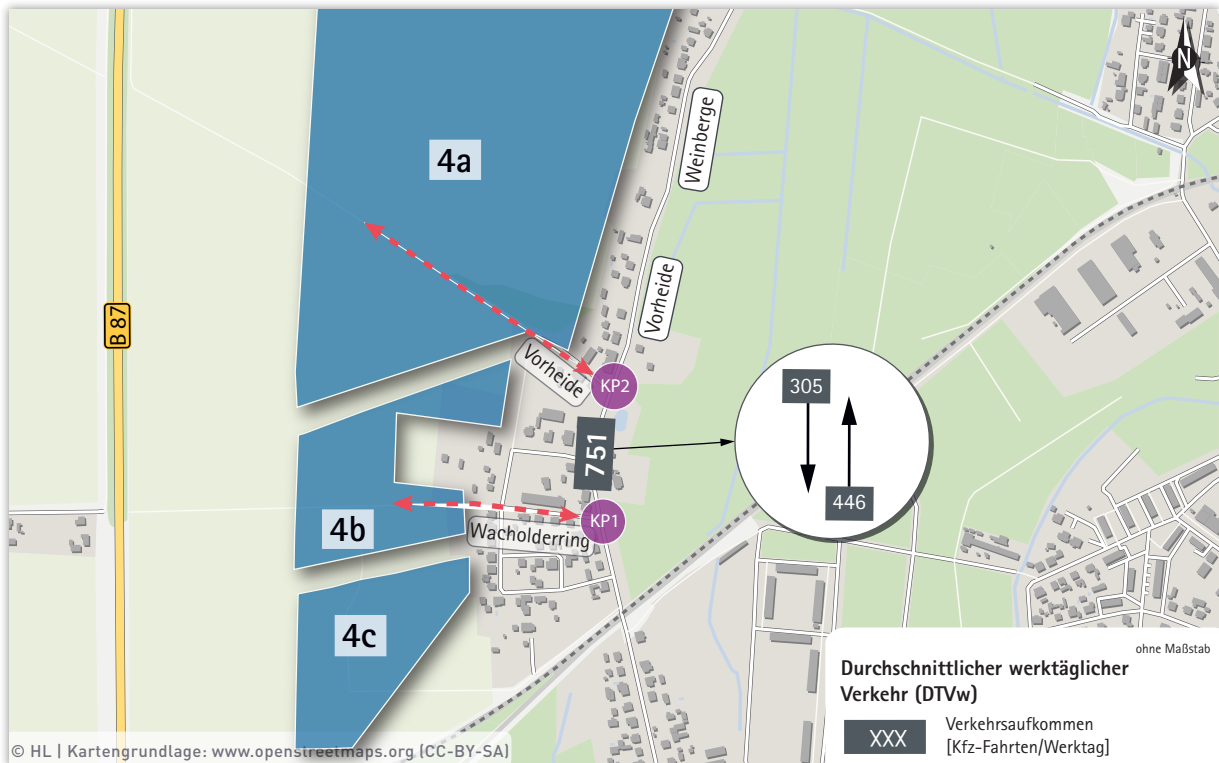 N
4a
Weinberge
B 87
Vorheide
Vorheide
KP2
305
751
446
4b
KP1
Wacholderring
4c
ohne Maßstab
Durchschnittlicher werktäglicher
Verkehr (DTVw)
XXX
Verkehrsaufkommen
[Kfz-Fahrten/Werktag]
© HL | Kartengrundlage: www.openstreetmaps.org (CC-BY-SA)